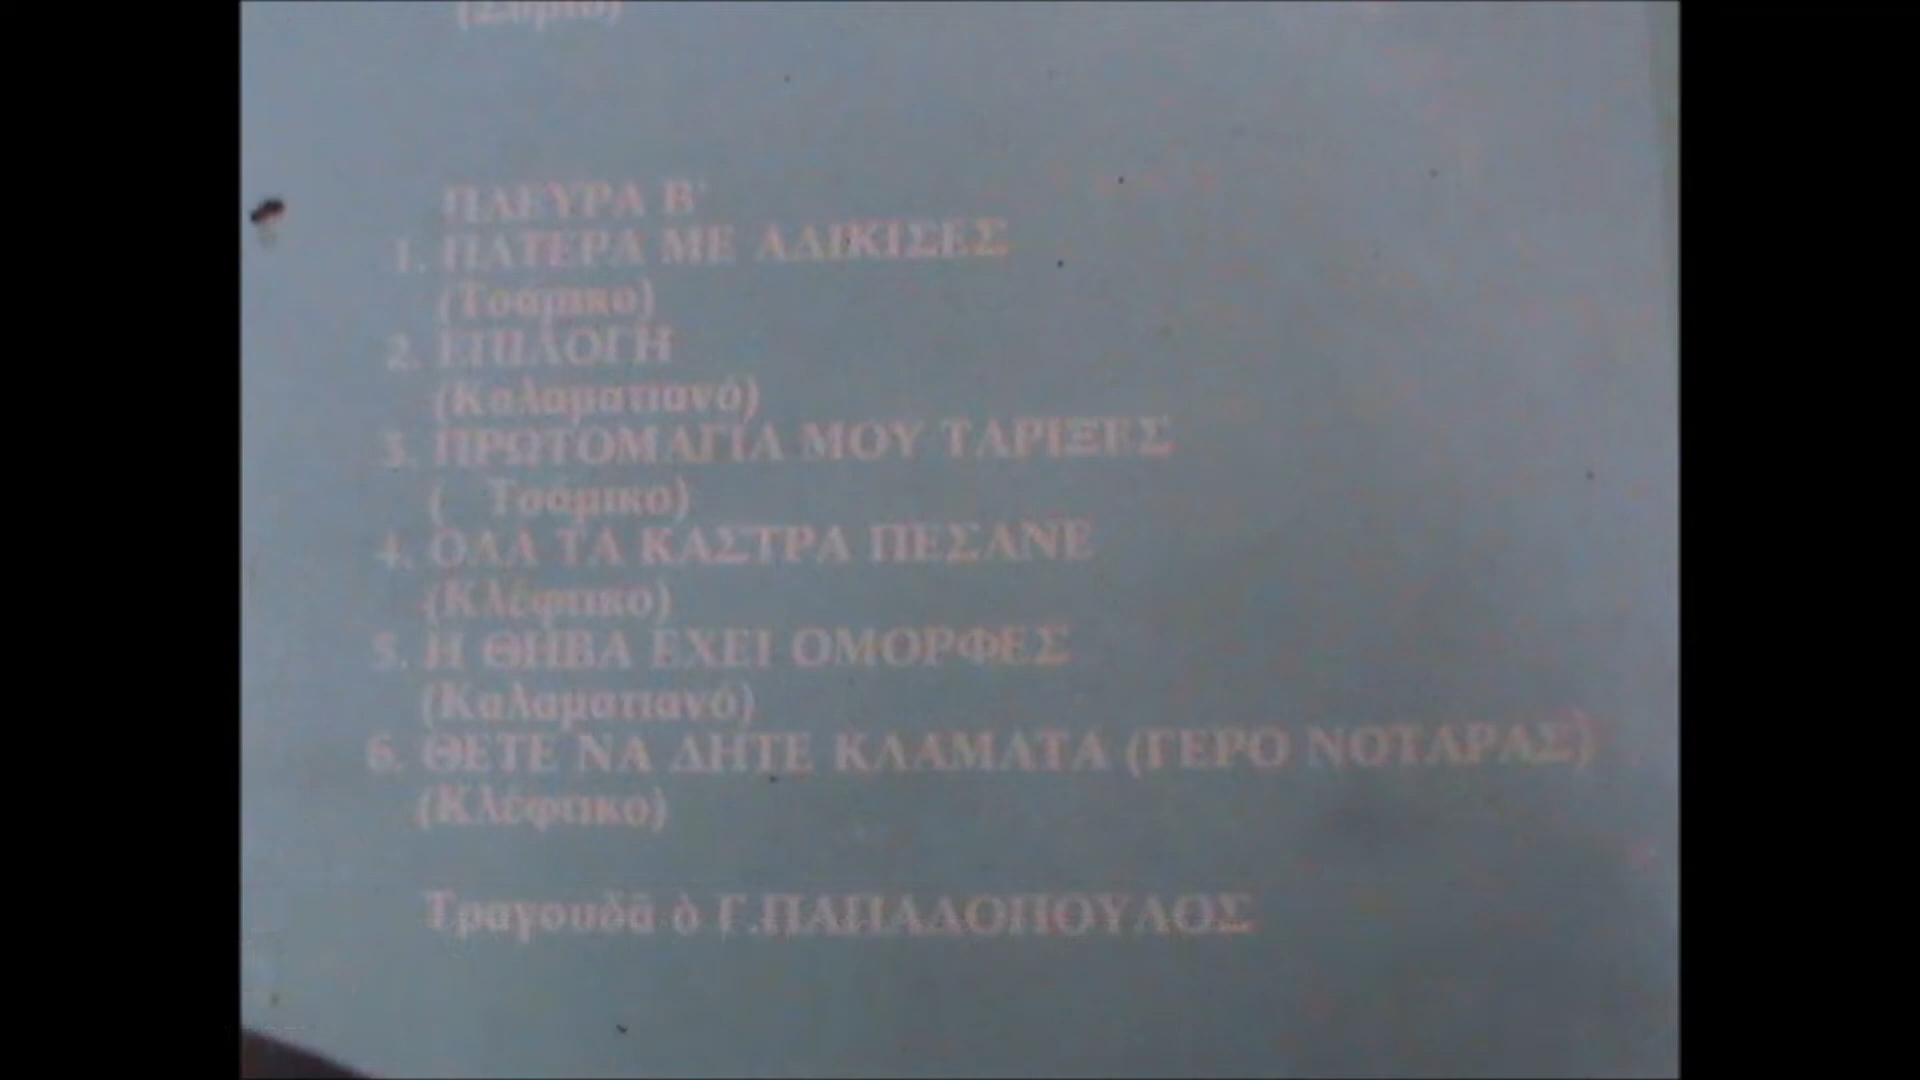 ΠΛΕΥΡΑ Β'
1. ΠΑΤΕΡΑ ΜΕ ΑΔΙΚΙΣΕΣ
(Τσάμικο)
2. ΕΠΙΛΟΓΗ
(Καλαματιανό)
3. ΠΡΩΤΟΜΑΓΙΑ ΜΟΥ ΤΑΡΙΞΕΣ
( Τσάμικο)
4. ΟΛΑ ΤΑ ΚΑΣΤΡΑ ΠΕΣΑΝΕ
(Κλέφτικο)
5. Η ΘΗΒΑ ΕΧΕΙ ΟΜΟΡΦΕΣ
(Καλαματιανό)
6. ΘΕΤΕ ΝΑ ΔΗΤΕ ΚΛΑΜΑΤΑ (ΓΕΡΟ ΝΟΤΑΡΑΣ)
(Κλέφτικο)
Τραγουδᾶ ὁ Γ.ΠΑΠΑΔΟΠΟΥΛΟΣ